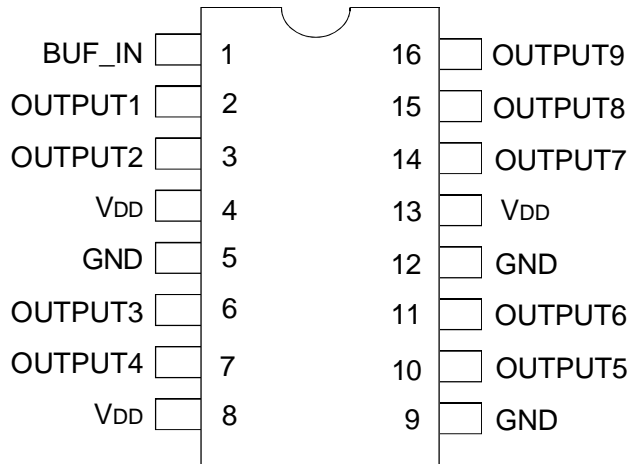 BUF_IN 1 16 OUTPUT9
OUTPUT1 2 15 OUTPUT8
OUTPUT2 3 14 OUTPUT7
VDD 4 13 VDD
GND 5 12 GND
OUTPUT3 6 11 OUTPUT6
OUTPUT4 7 10 OUTPUT5
VDD 8 9 GND